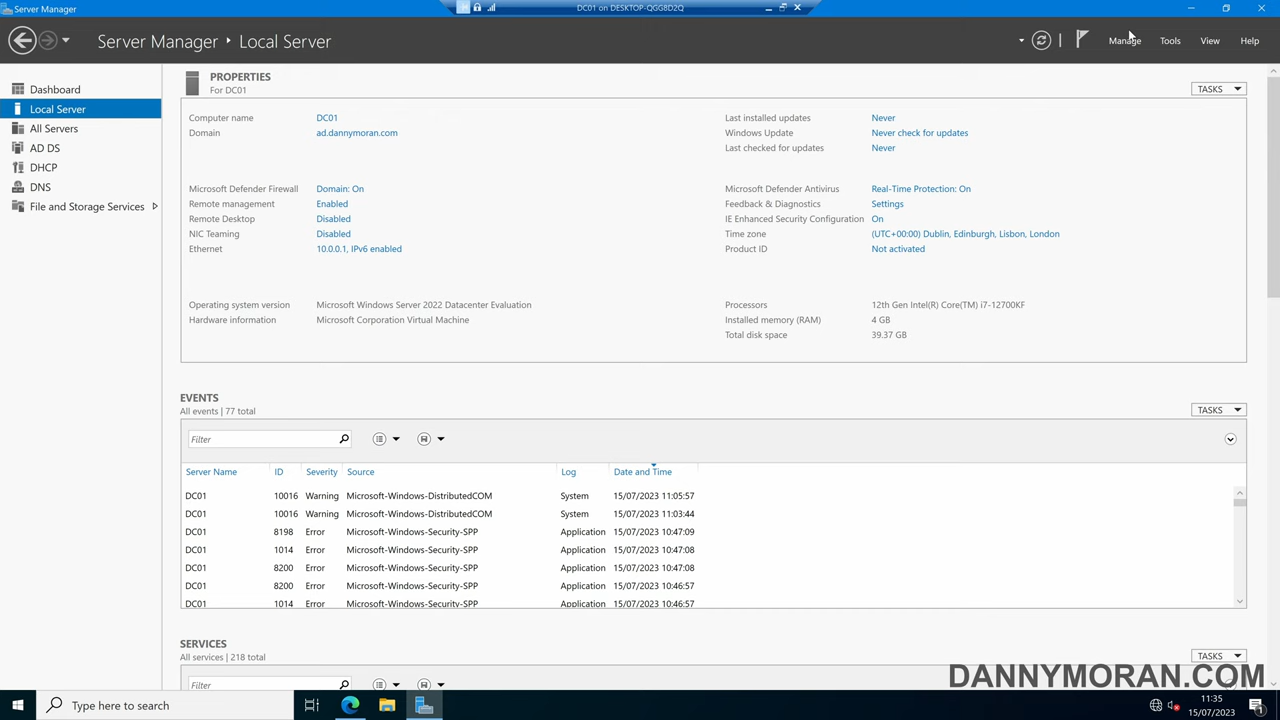 Server Manager
DC01 on DESKTOP-QGG8D2Q
Server Manager ‣ Local Server
Manage Tools View Help
Dashboard
Local Server
All Servers
AD DS
DHCP
DNS
File and Storage Services
PROPERTIES
For DC01
TASKS
Computer name DC01
Domain ad.dannymoran.com
Last installed updates Never
Windows Update Never check for updates
Last checked for updates Never
Microsoft Defender Firewall Domain: On
Remote management Enabled
Remote Desktop Disabled
NIC Teaming Disabled
Ethernet 10.0.0.1, IPv6 enabled
Microsoft Defender Antivirus Real-Time Protection: On
Feedback & Diagnostics Settings
IE Enhanced Security Configuration On
Time zone (UTC+00:00) Dublin, Edinburgh, Lisbon, London
Product ID Not activated
Operating system version Microsoft Windows Server 2022 Datacenter Evaluation
Hardware information Microsoft Corporation Virtual Machine
Processors 12th Gen Intel(R) Core(TM) i7-12700KF
Installed memory (RAM) 4 GB
Total disk space 39.37 GB
EVENTS
All events | 77 total
TASKS
Filter
Server Name ID Severity Source Log Date and Time
DC01 10016 Warning Microsoft-Windows-DistributedCOM System 15/07/2023 11:05:57
DC01 10016 Warning Microsoft-Windows-DistributedCOM System 15/07/2023 11:03:44
DC01 8198 Error Microsoft-Windows-Security-SPP Application 15/07/2023 10:47:09
DC01 1014 Error Microsoft-Windows-Security-SPP Application 15/07/2023 10:47:08
DC01 8200 Error Microsoft-Windows-Security-SPP Application 15/07/2023 10:47:08
DC01 8200 Error Microsoft-Windows-Security-SPP Application 15/07/2023 10:46:57
DC01 1014 Error Microsoft-Windows-Security-SPP Application 15/07/2023 10:46:57
SERVICES
All services | 218 total
TASKS
Filter
DANNYMORAN.COM
Type here to search
11:35
15/07/2023
1